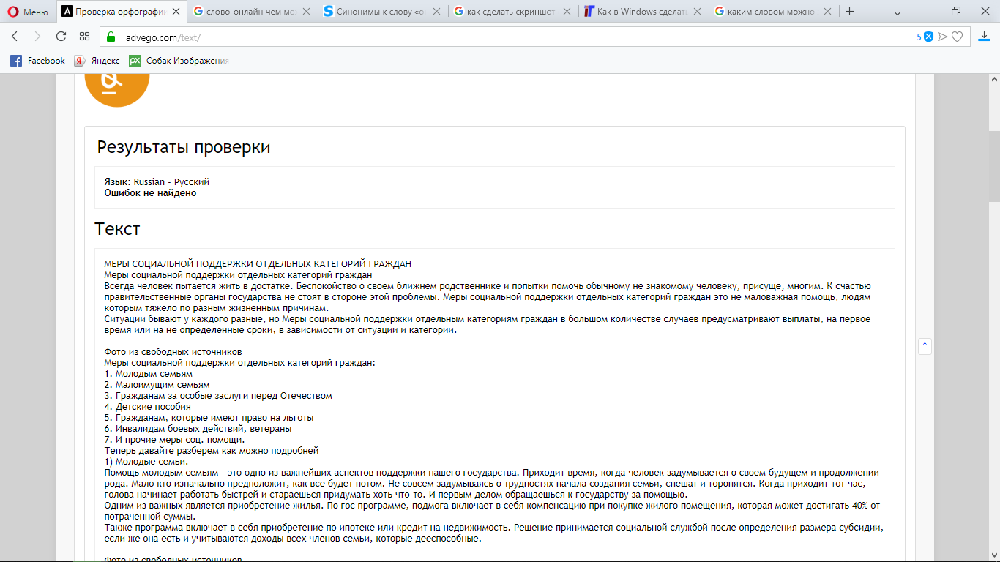 Меню
Проверка орфографии
слово-онлайн чем мо
Синонимы к слову «он
как сделать скриншот
Как в Windows сделать
каким словом можно
advego.com/text/
5
Facebook
Яндекс
Собак Изображения
Результаты проверки
Язык: Russian - Русский
Ошибок не найдено
Текст
МЕРЫ СОЦИАЛЬНОЙ ПОДДЕРЖКИ ОТДЕЛЬНЫХ КАТЕГОРИЙ ГРАЖДАН
Меры социальной поддержки отдельных категорий граждан
Всегда человек пытается жить в достатке. Беспокойство о своем ближнем родственнике и попытки помочь обычному не знакомому человеку, присуще, многим. К счастью
правительственные органы государства не стоят в стороне этой проблемы. Меры социальной поддержки отдельных категорий граждан это не маловажная помощь, людям
которым тяжело по разным жизненным причинам.
Ситуации бывают у каждого разные, но Меры социальной поддержки отдельным категориям граждан в большом количестве случаев предусматривают выплаты, на первое
время или на не определенные сроки, в зависимости от ситуации и категории.
Фото из свободных источников
Меры социальной поддержки отдельных категорий граждан:
1. Молодым семьям
2. Малоимущим семьям
3. Гражданам за особые заслуги перед Отечеством
4. Детские пособия
5. Гражданам, которые имеют право на льготы
6. Инвалидам боевых действий, ветераны
7. И прочие меры соц. помощи.
Теперь давайте разберем как можно подробней
1) Молодые семьи.
Помощь молодым семьям - это одно из важнейших аспектов поддержки нашего государства. Приходит время, когда человек задумывается о своем будущем и продолжении
рода. Мало кто изначально предположит, как все будет потом. Не совсем задумываясь о трудностях начала создания семьи, спешат и торопятся. Когда приходит тот час,
голова начинает работать быстрей и стараешься придумать хоть что-то. И первым делом обращаешься к государству за помощью.
Одним из важных является приобретение жилья. По гос программе, подмога включает в себя компенсацию при покупке жилого помещения, которая может достигать 40% от
потраченной суммы.
Также программа включает в себя приобретение по ипотеке или кредит на недвижимость. Решение принимается социальной службой после определения размера субсидии,
если же она есть и учитываются доходы всех членов семьи, которые дееспособные.
Фото из свободных источников